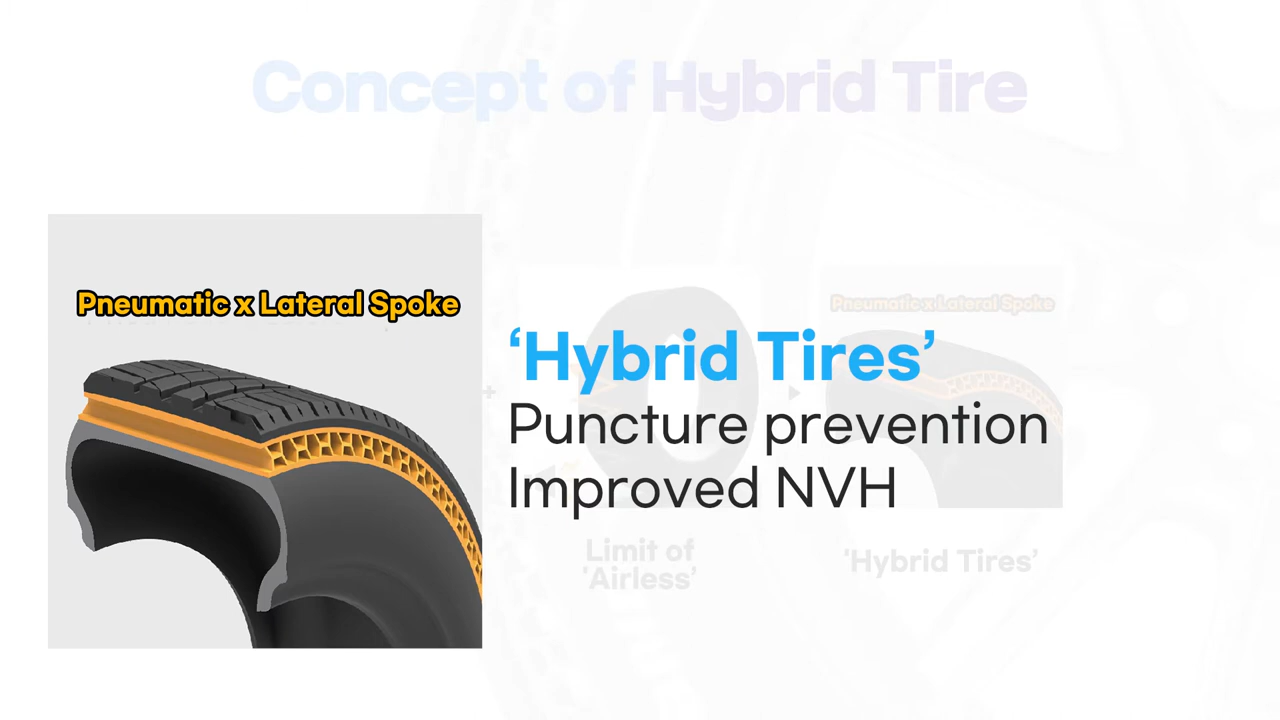 Concept of Hybrid Tire
Pneumatic x Lateral Spoke
Pneumatic x Lateral Spoke
‘Hybrid Tires’
Puncture prevention
Improved NVH
Limit of
‘Airless’
‘Hybrid Tires’